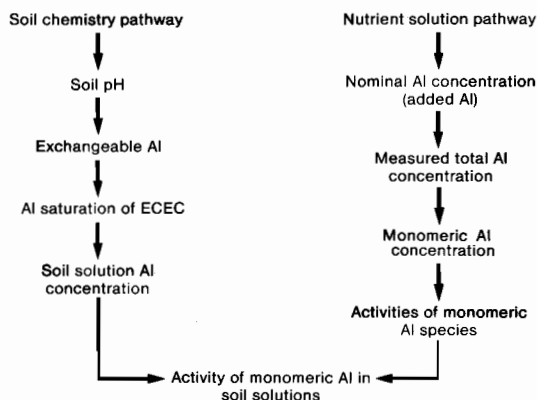 Soil chemistry pathway
Soil pH
Exchangeable Al
Al saturation of ECEC
Soil solution Al
concentration
Nutrient solution pathway
Nominal Al concentration
(added Al)
Measured total Al
concentration
Monomeric Al
concentration
Activities of monomeric
Al species
Activity of monomeric Al in
soil solutions